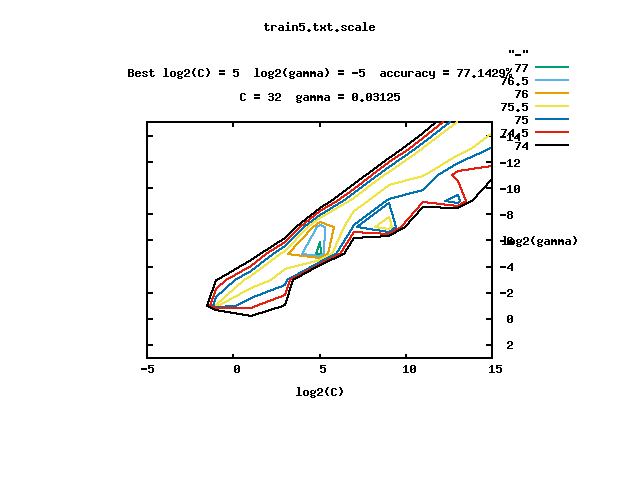 train5.txt.scale
"-"
Best log2(C) = 5  log2(gamma) = -5  accuracy = 77.1429%
77
76.5
C = 32  gamma = 0.03125
76
75.5
75
74.5
74
-14
-12
-10
-8
-6
log2(gamma)
-4
-2
0
2
-5 0 5 10 15
log2(C)